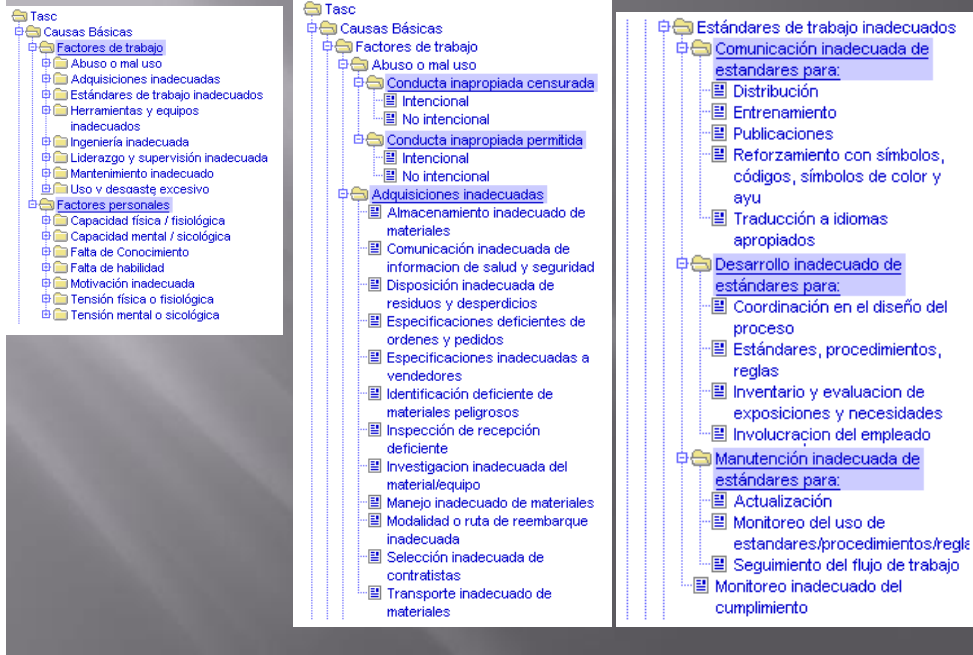 Tasc
Causas Básicas
Factores de trabajo
Abuso o mal uso
Adquisiciones inadecuadas
Estándares de trabajo inadecuados
Herramientas y equipos
inadecuados
Ingeniería inadecuada
Liderazgo y supervisión inadecuada
Mantenimiento inadecuado
Uso y desgaste excesivo
Factores personales
Capacidad física / fisiológica
Capacidad mental / sicológica
Falta de Conocimiento
Falta de habilidad
Motivación inadecuada
Tensión física o fisiológica
Tensión mental o sicológica
Tasc
Causas Básicas
Factores de trabajo
Abuso o mal uso
Conducta inapropiada censurada
Intencional
No intencional
Conducta inapropiada permitida
Intencional
No intencional
Adquisiciones inadecuadas
Almacenamiento inadecuado de
materiales
Comunicación inadecuada de
informacion de salud y seguridad
Disposición inadecuada de
residuos y desperdicios
Especificaciones deficientes de
ordenes y pedidos
Especificaciones inadecuadas a
vendedores
Identificación deficiente de
materiales peligrosos
Inspección de recepción
deficiente
Investigacion inadecuada del
material/equipo
Manejo inadecuado de materiales
Modalidad o ruta de reembarque
inadecuada
Selección inadecuada de
contratistas
Transporte inadecuado de
materiales
Estándares de trabajo inadecuados
Comunicación inadecuada de
estandares para:
Distribución
Entrenamiento
Publicaciones
Reforzamiento con símbolos,
códigos, símbolos de color y
ayu
Traducción a idiomas
apropiados
Desarrollo inadecuado de
estándares para:
Coordinación en el diseño del
proceso
Estándares, procedimientos,
reglas
Inventario y evaluacion de
exposiciones y necesidades
Involucracion del empleado
Manutención inadecuada de
estándares para:
Actualización
Monitoreo del uso de
estandares/procedimientos/regla
Seguimiento del flujo de trabajo
Monitoreo inadecuado del
cumplimiento